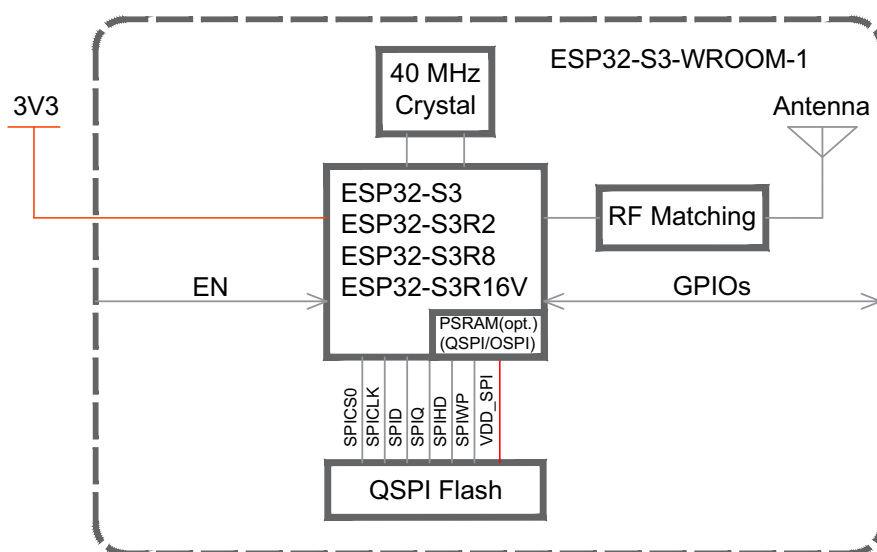 ESP32-S3-WROOM-1
40 MHz
Crystal
3V3
Antenna
ESP32-S3
ESP32-S3R2
ESP32-S3R8
ESP32-S3R16V
RF Matching
EN
GPIOs
PSRAM(opt.)
(QSPI/OSPI)
SPICS0
SPICLK
SPID
SPIQ
SPIHD
SPIWP
VDD_SPI
QSPI Flash